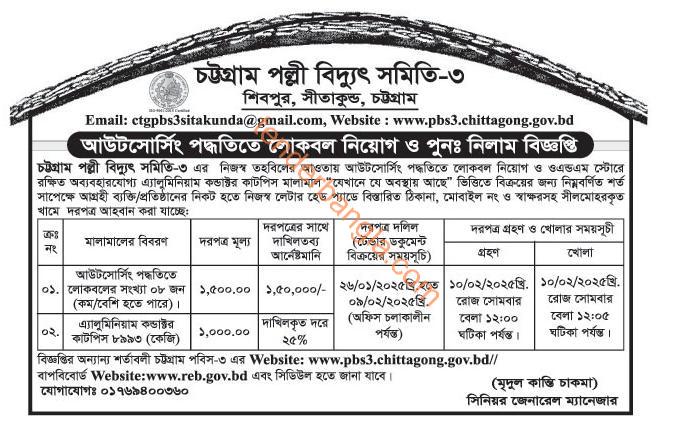 চট্টগ্রাম পল্লী বিদ্যুৎ সমিতি-৩
শিবপুর, সীতাকুন্ড, চট্টগ্রাম
Email: ctgpbs3sitakunda@gmail.com, Website : www.pbs3.chittagong.gov.bd
আউটসোর্সিং পদ্ধতিতে লোকবল নিয়োগ ও পুনঃ নিলাম বিজ্ঞপ্তি
চট্টগ্রাম পল্লী বিদ্যুৎ সমিতি-৩ এর নিজস্ব তহবিলের আওতায় আউটসোর্সিং পদ্ধতিতে লোকবল নিয়োগ ও ওএন্ডএম স্টোরে
রক্ষিত অব্যবহারযোগ্য এ্যালুমিনিয়াম কন্ডাক্টর কাটপিস মালামাল “যেখানে যে অবস্থায় আছে” ভিত্তিতে বিক্রয়ের জন্য নিম্নবর্ণিত শর্ত
সাপেক্ষে আগ্রহী ব্যক্তি/প্রতিষ্ঠানের নিকট হতে নিজস্ব লেটার হেড প্যাডে বিস্তারিত ঠিকানা, মোবাইল নং ও স্বাক্ষরসহ সীলমোহরকৃত
খামে দরপত্র আহবান করা যাচ্ছে:
ক্রঃ নং
মালামালের বিবরণ
দরপত্র মূল্য
দরপত্রের সাথে দাখিলতব্য আর্নেষ্টমানি
দরপত্র দলিল (টেন্ডার ডকুমেন্ট বিক্রয়ের সময়সূচি)
দরপত্র গ্রহণ ও খোলার সময়সূচী
গ্রহণ
খোলা
০১.
আউটসোর্সিং পদ্ধতিতে
লোকবলের সংখ্যা ০৮ জন
(কম/বেশি হতে পারে)।
১,৫০০.০০
১,৫০,০০০/-
২৬/০১/২০২৫খ্রি.হতে
০৯/০২/২০২৫খ্রি.
(অফিস চলাকালীন
পর্যন্ত)
১০/০২/২০২৫খ্রি.
রোজ সোমবার
বেলা ১২:০০
ঘটিকা পর্যন্ত।
১০/০২/২০২৫খ্রি.
রোজ সোমবার
বেলা ১২:০৫
ঘটিকা পর্যন্ত।
০২.
এ্যালুমিনিয়াম কন্ডাক্টর
কাটপিস ৮৯৯৩ (কেজি)
১,০০০.০০
দাখিলকৃত দরে
২৫%
বিজ্ঞপ্তির অন্যান্য শর্তাবলী চট্টগ্রাম পবিস-৩ এর Website: www.pbs3.chittagong.gov.bd//
বাপবিবোর্ড Website:www.reb.gov.bd এবং সিডিউল হতে জানা যাবে।
যোগাযোগঃ ০১৭৬৯৪০০৩৬০
(মৃদুল কান্তি চাকমা)
সিনিয়র জেনারেল ম্যানেজার
tenderbangla.com